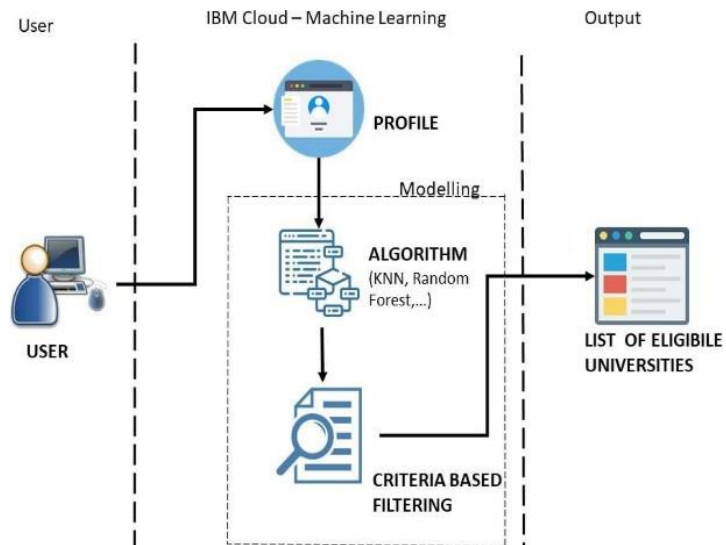 User
IBM Cloud – Machine Learning
Output
PROFILE
Modelling
ALGORITHM
(KNN, Random
Forest,...)
USER
LIST OF ELIGIBILE
UNIVERSITIES
CRITERIA BASED
FILTERING